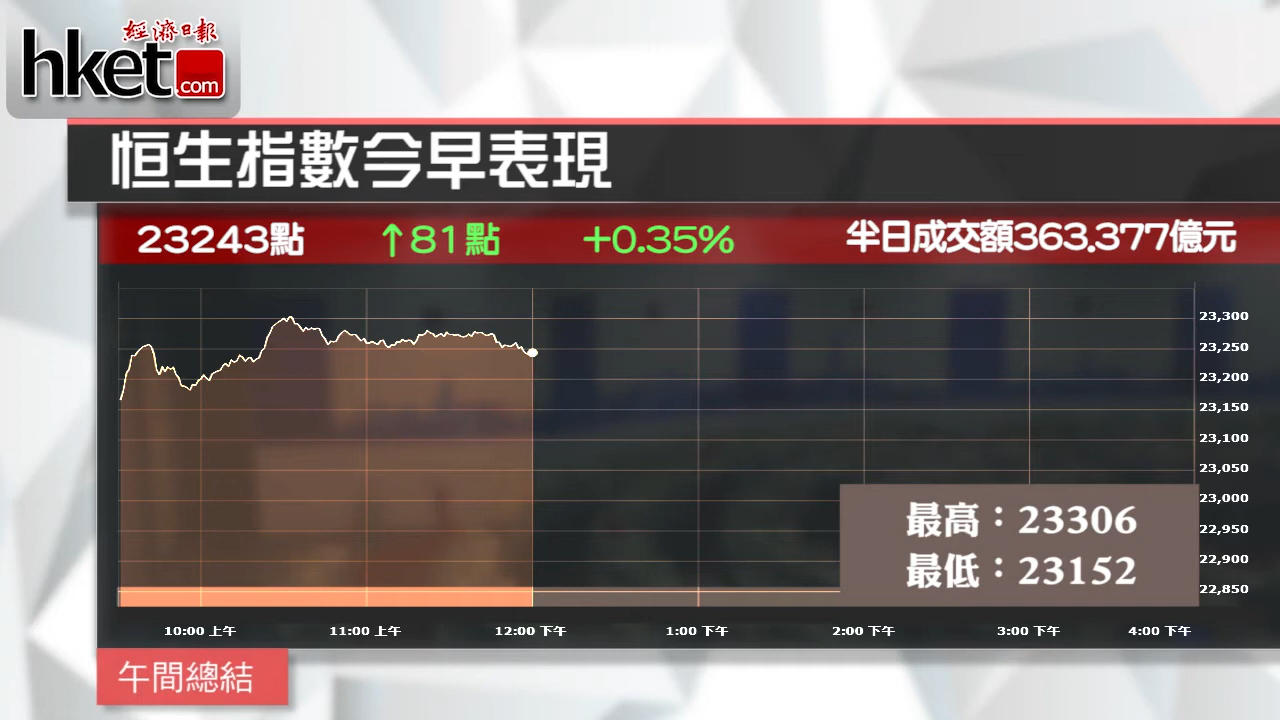 經濟日報
hket.com
恒生指數今早表現
23243點 ↑81點 +0.35% 半日成交額363.377億元
23,300
23,250
23,200
23,150
23,100
23,050
23,000
22,950
22,900
22,850
最高：23306
最低：23152
10:00 上午 11:00 上午 12:00 下午 1:00 下午 2:00 下午 3:00 下午 4:00 下午
午間總結